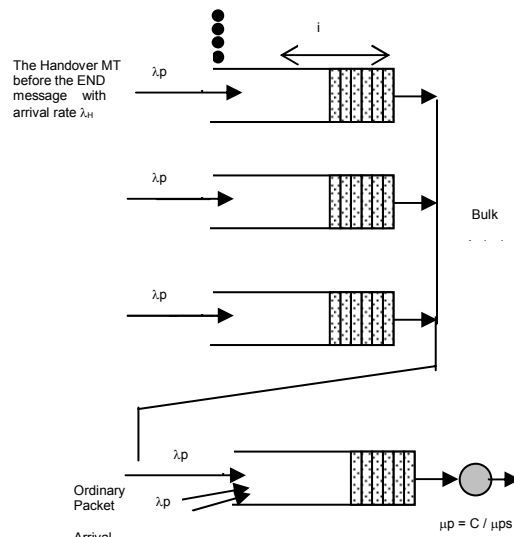 i
The Handover MT
before the END
message with
arrival rate λH
λp
λp
Bulk
λp
λp
Ordinary
Packet
λp
Arrival
μp = C / μps